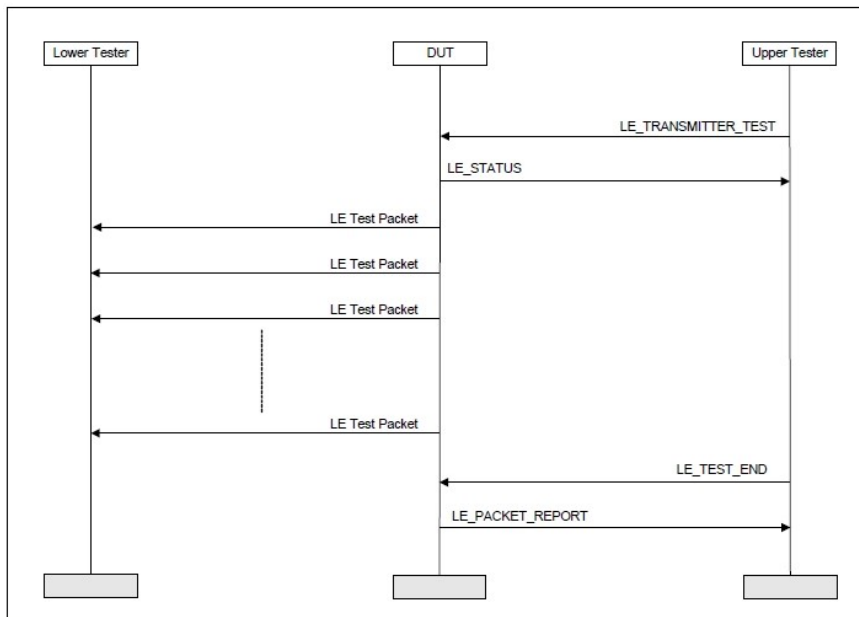 Lower Tester
DUT
Upper Tester
LE_TRANSMITTER_TEST
LE_STATUS
LE Test Packet
LE Test Packet
LE Test Packet
LE Test Packet
LE_TEST_END
LE_PACKET_REPORT